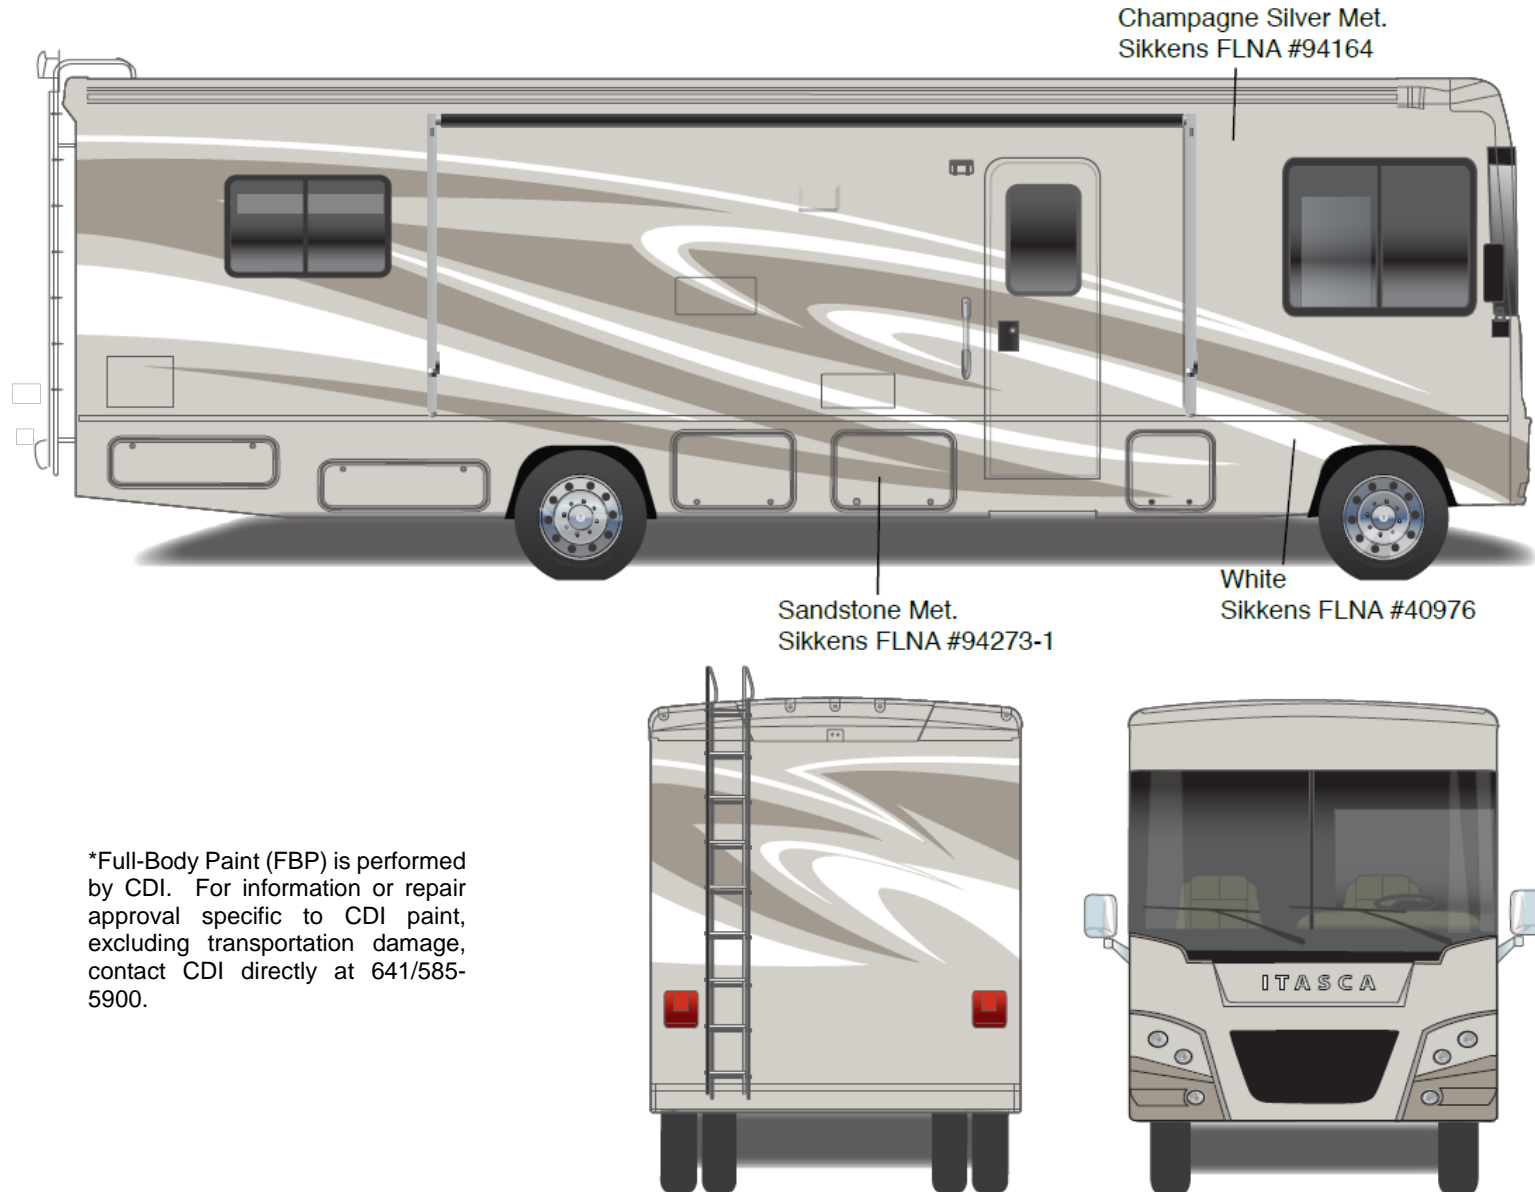 Champagne Silver Met.
Sikkens FLNA #94164
White
Sikkens FLNA #40976
Sandstone Met.
Sikkens FLNA #94273-1
*Full-Body Paint (FBP) is performed
by CDI. For information or repair
approval specific to CDI paint,
excluding transportation damage,
contact CDI directly at 641/585-
5900.
ITASCA